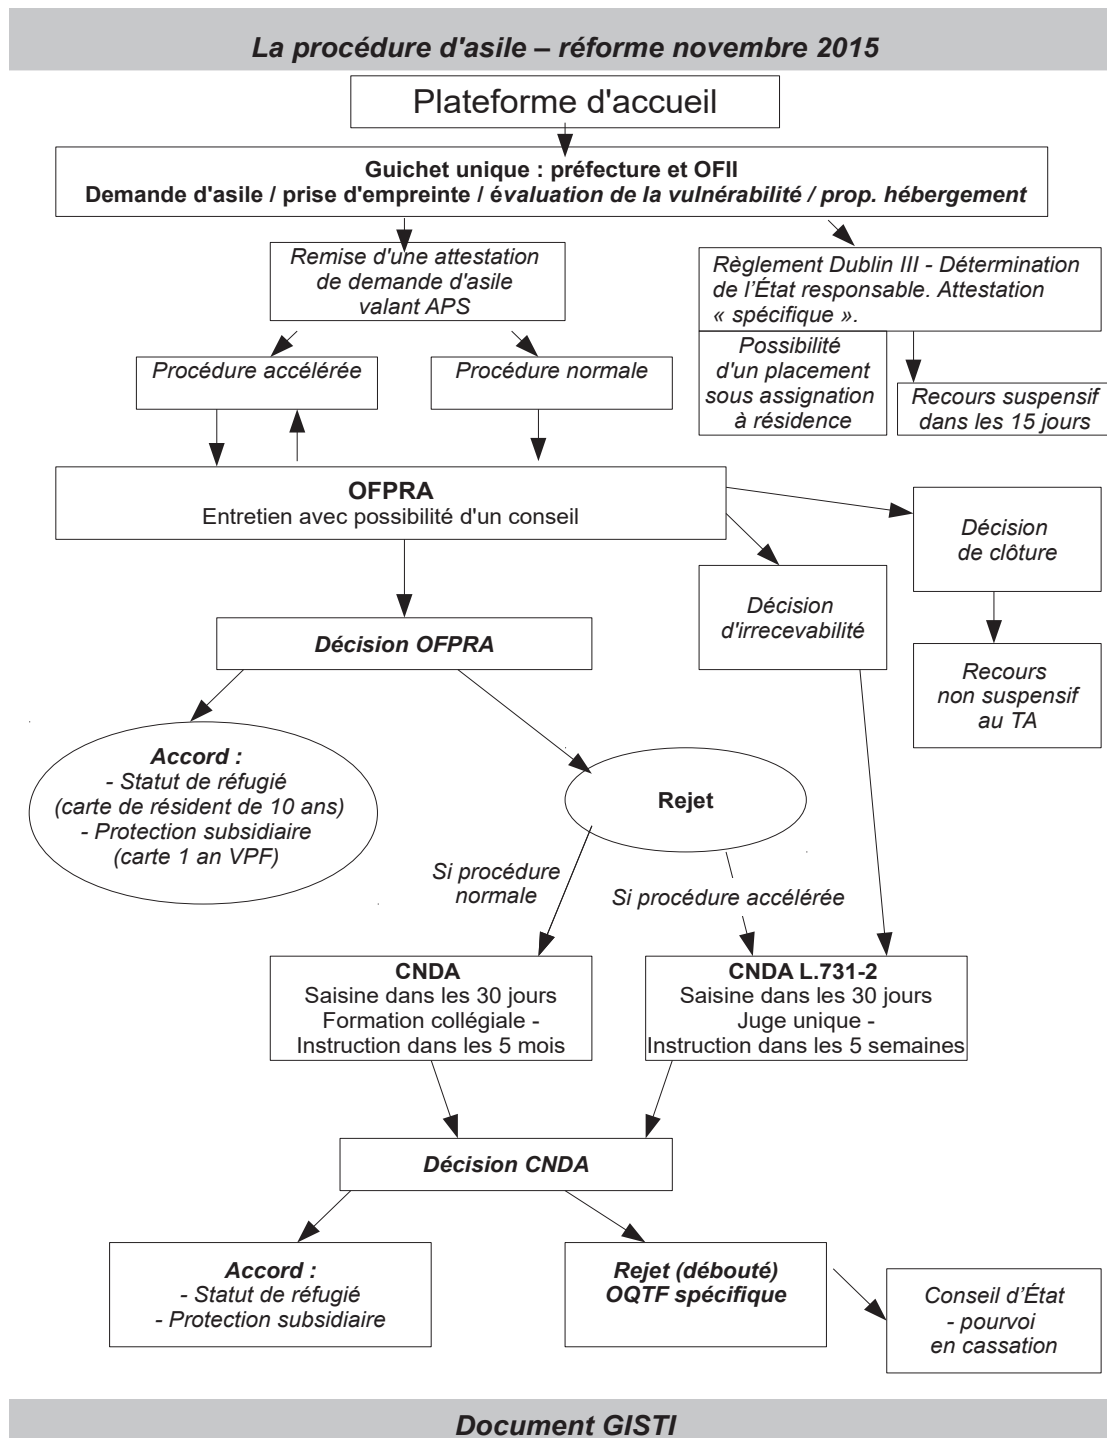 La procédure d'asile – réforme novembre 2015
Plateforme d'accueil
Guichet unique : préfecture et OFII
Demande d'asile / prise d'empreinte / évaluation de la vulnérabilité / prop. hébergement
Remise d'une attestation
de demande d'asile
valant APS
Règlement Dublin III - Détermination
de l'État responsable. Attestation
« spécifique ».
Procédure accélérée
Procédure normale
Possibilité
d'un placement
sous assignation
à résidence
Recours suspensif
dans les 15 jours
OFPRA
Entretien avec possibilité d'un conseil
Décision
de clôture
Décision
d'irrecevabilité
Décision OFPRA
Recours
non suspensif
au TA
Accord :
- Statut de réfugié
(carte de résident de 10 ans)
- Protection subsidiaire
(carte 1 an VPF)
Rejet
Si procédure
normale
Si procédure accélérée
CNDA
Saisine dans les 30 jours
Formation collégiale -
Instruction dans les 5 mois
CNDA L.731-2
Saisine dans les 30 jours
Juge unique -
Instruction dans les 5 semaines
Décision CNDA
Accord :
- Statut de réfugié
- Protection subsidiaire
Rejet (débouté)
OQTF spécifique
Conseil d'État
- pourvoi
en cassation
Document GISTI